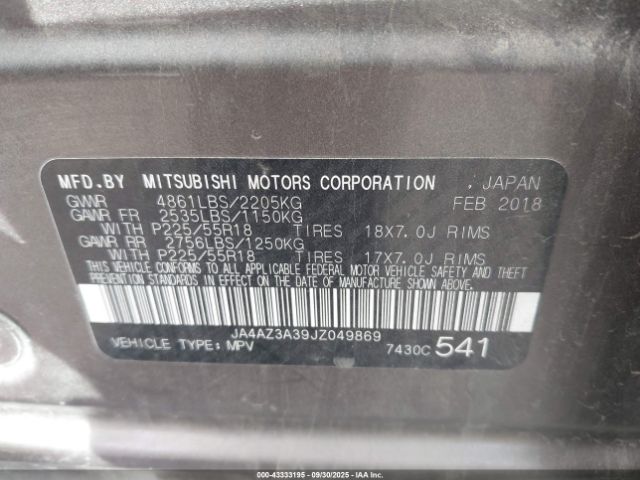 MFD.BY MITSUBISHI MOTORS CORPORATION , JAPAN
GVWR 4861LBS/2205KG FEB 2018
GAWR FR 2535LBS/1150KG
WITH P225/55R18 TIRES 18X7.0J RIMS
GAWR RR 2756LBS/1250KG
WITH P225/55R18 TIRES 17X7.0J RIMS
THIS VEHICLE CONFORMS TO ALL APPLICABLE FEDERAL MOTOR VEHICLE SAFETY AND THEFT
PREVENTION STANDARDS IN EFFECT ON THE DATE OF MANUFACTURE SHOWN ABOVE.
JA4AZ3A39JZ049869
VEHICLE TYPE: MPV 7430C 541
000-43333195 - 09/30/2025 - IAA Inc.